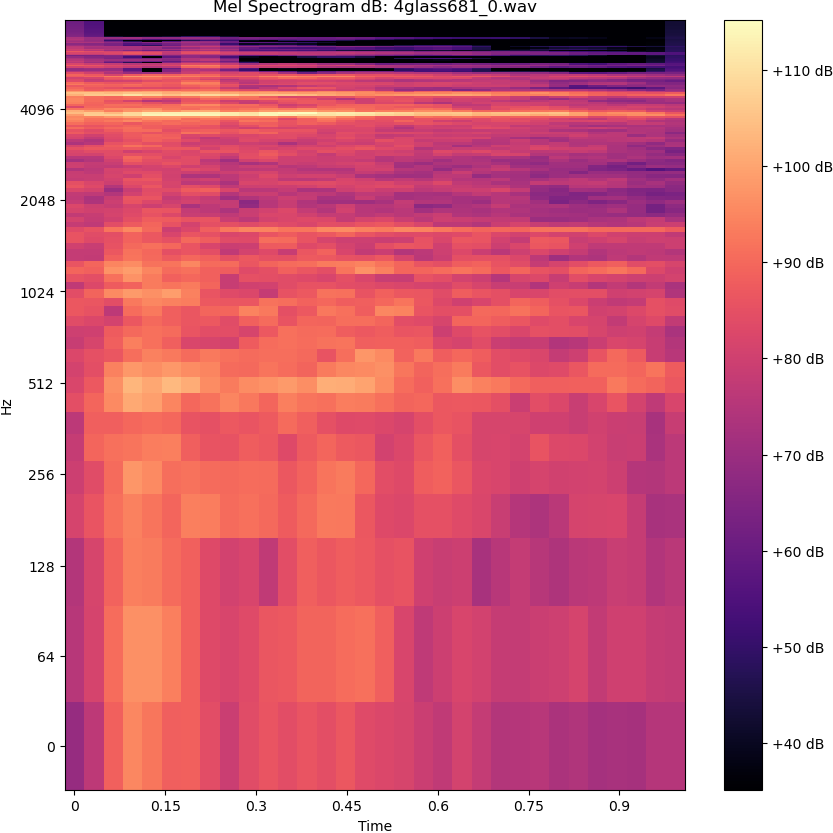 Mel Spectrogram dB: 4glass681_0.wav
+110 dB
4096
+100 dB
2048
+90 dB
1024
+80 dB
512
Hz
+70 dB
256
+60 dB
128
+50 dB
64
+40 dB
0
0 0.15 0.3 0.45 0.6 0.75 0.9
Time